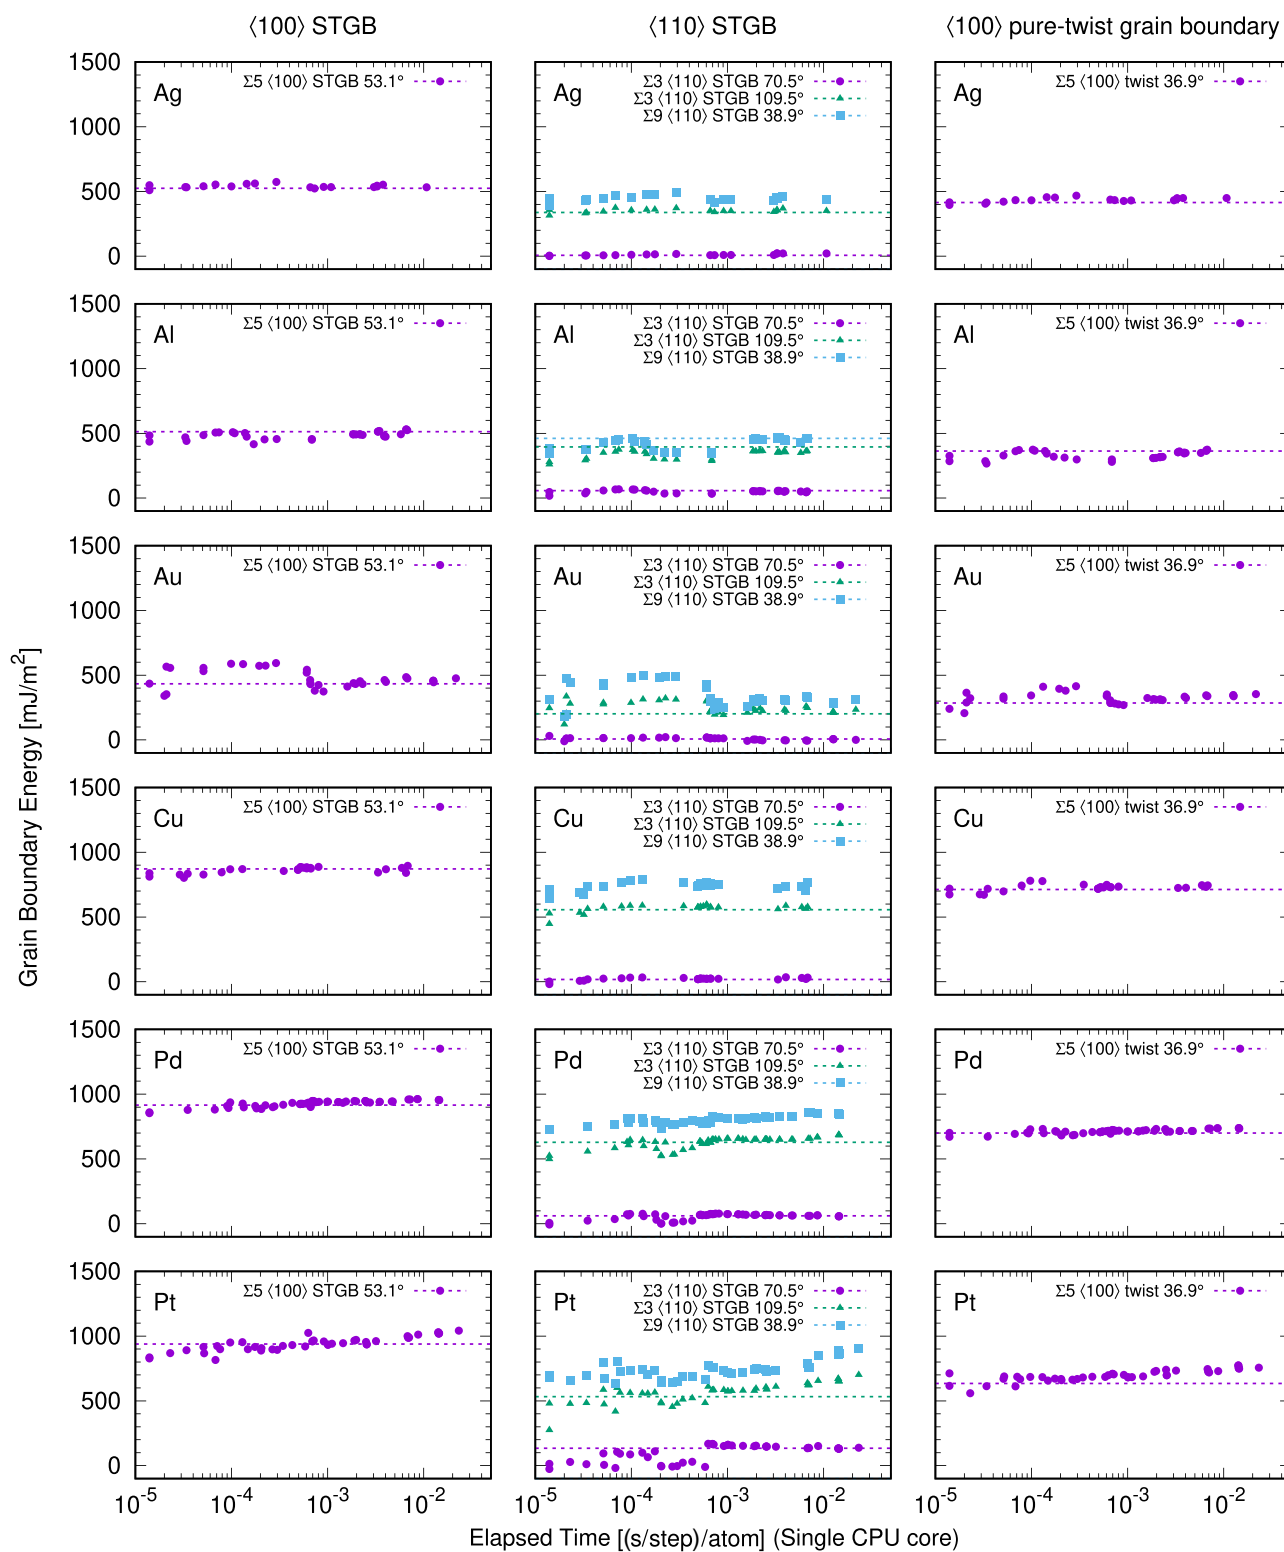 ⟨100⟩ STGB
⟨110⟩ STGB
⟨100⟩ pure-twist grain boundary
Grain Boundary Energy [mJ/m²]
1500
1000
500
0
Ag
Σ5 ⟨100⟩ STGB 53.1°
Ag
Σ3 ⟨110⟩ STGB 70.5°
Σ3 ⟨110⟩ STGB 109.5°
Σ9 ⟨110⟩ STGB 38.9°
Ag
Σ5 ⟨100⟩ twist 36.9°
1500
1000
500
0
Al
Σ5 ⟨100⟩ STGB 53.1°
Al
Σ3 ⟨110⟩ STGB 70.5°
Σ3 ⟨110⟩ STGB 109.5°
Σ9 ⟨110⟩ STGB 38.9°
Al
Σ5 ⟨100⟩ twist 36.9°
1500
1000
500
0
Au
Σ5 ⟨100⟩ STGB 53.1°
Au
Σ3 ⟨110⟩ STGB 70.5°
Σ3 ⟨110⟩ STGB 109.5°
Σ9 ⟨110⟩ STGB 38.9°
Au
Σ5 ⟨100⟩ twist 36.9°
1500
1000
500
0
Cu
Σ5 ⟨100⟩ STGB 53.1°
Cu
Σ3 ⟨110⟩ STGB 70.5°
Σ3 ⟨110⟩ STGB 109.5°
Σ9 ⟨110⟩ STGB 38.9°
Cu
Σ5 ⟨100⟩ twist 36.9°
1500
1000
500
0
Pd
Σ5 ⟨100⟩ STGB 53.1°
Pd
Σ3 ⟨110⟩ STGB 70.5°
Σ3 ⟨110⟩ STGB 109.5°
Σ9 ⟨110⟩ STGB 38.9°
Pd
Σ5 ⟨100⟩ twist 36.9°
1500
1000
500
0
Pt
Σ5 ⟨100⟩ STGB 53.1°
Pt
Σ3 ⟨110⟩ STGB 70.5°
Σ3 ⟨110⟩ STGB 109.5°
Σ9 ⟨110⟩ STGB 38.9°
Pt
Σ5 ⟨100⟩ twist 36.9°
10⁻⁵ 10⁻⁴ 10⁻³ 10⁻² 10⁻⁵ 10⁻⁴ 10⁻³ 10⁻² 10⁻⁵ 10⁻⁴ 10⁻³ 10⁻²
Elapsed Time [(s/step)/atom] (Single CPU core)